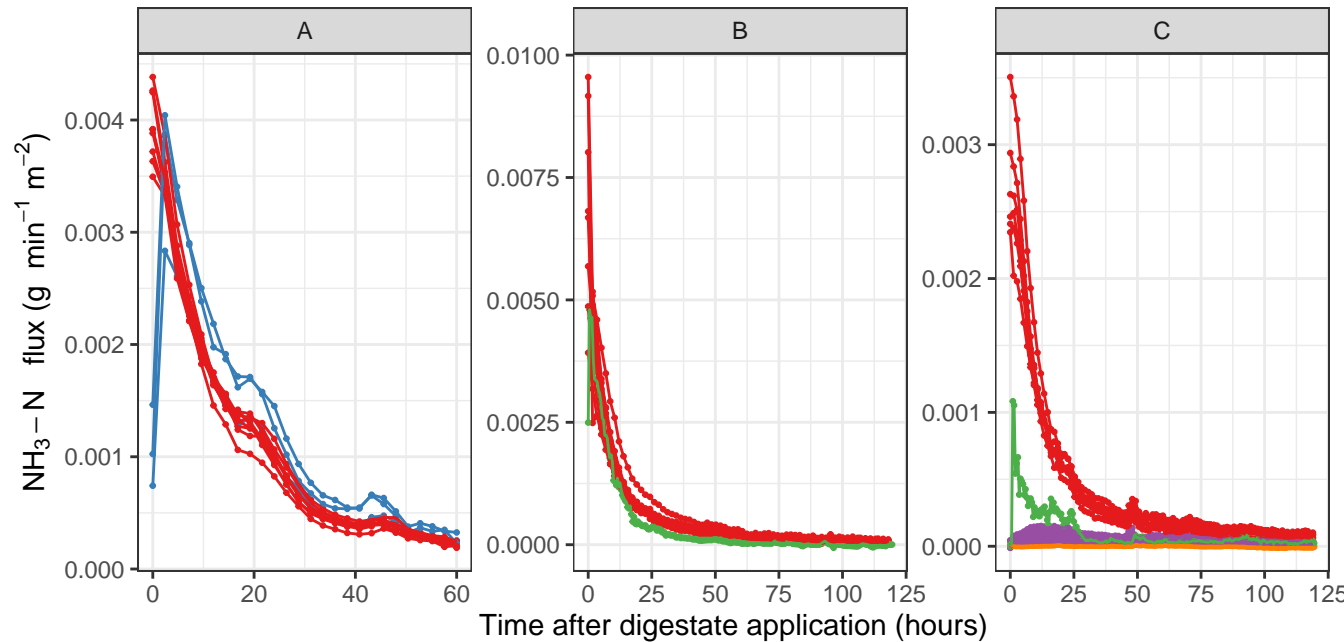 A B C
NH₃−N flux (g min⁻¹ m⁻²)
0.004
0.003
0.002
0.001
0.000
0 20 40 60
0.0100
0.0075
0.0050
0.0025
0.0000
0 25 50 75 100 125
0.003
0.002
0.001
0.000
0 25 50 75 100 125
Time after digestate application (hours)